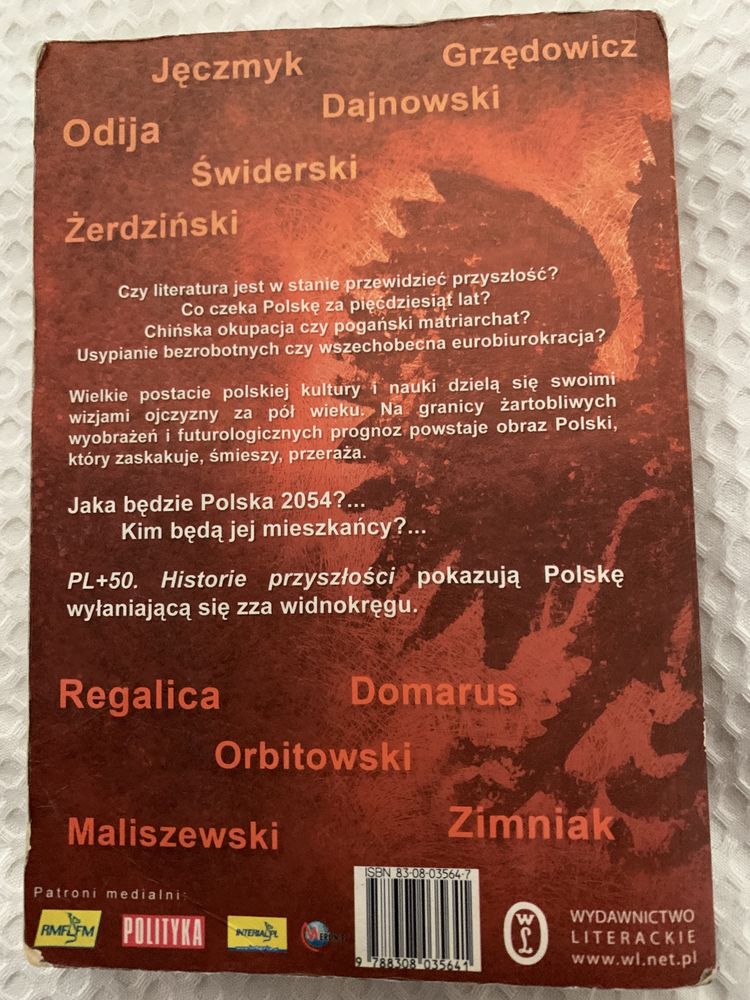 Jęczmyk
Grzędowicz
Dajnowski
Odija
Świderski
Żerdziński
Czy literatura jest w stanie przewidzieć przyszłość?
Co czeka Polskę za pięćdziesiąt lat?
Chińska okupacja czy pogański matriarchat?
Usypianie bezrobotnych czy wszechobecna eurobiurokracja?
Wielkie postacie polskiej kultury i nauki dzielą się swoimi
wizjami ojczyzny za pół wieku. Na granicy żartobliwych
wyobrażeń i futurologicznych prognoz powstaje obraz Polski,
który zaskakuje, śmieszy, przeraża.
Jaka będzie Polska 2054?...
Kim będą jej mieszkańcy?...
PL+50. Historie przyszłości pokazują Polskę
wyłaniającą się zza widnokręgu.
Regalica
Domarus
Orbitowski
Maliszewski
Zimniak
Patroni medialni:
RMF FM
POLITYKA
INTERIA.PL
ISBN 83-08-03564-7
9 788308 035641
WL
WYDAWNICTWO
LITERACKIE
www.wl.net.pl